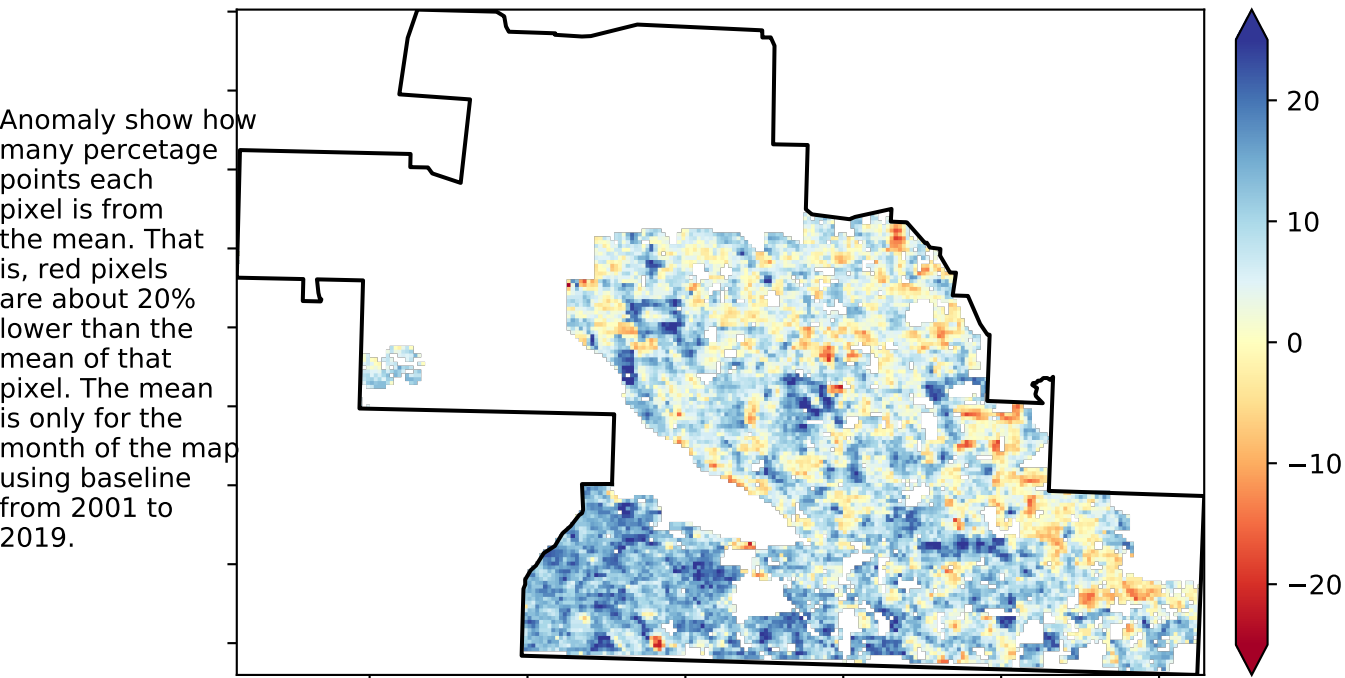 Anomaly show how
many percetage
points each
pixel is from
the mean. That
is, red pixels
are about 20%
lower than the
mean of that
pixel. The mean
is only for the
month of the map
using baseline
from 2001 to
2019.
20
10
0
−10
−20